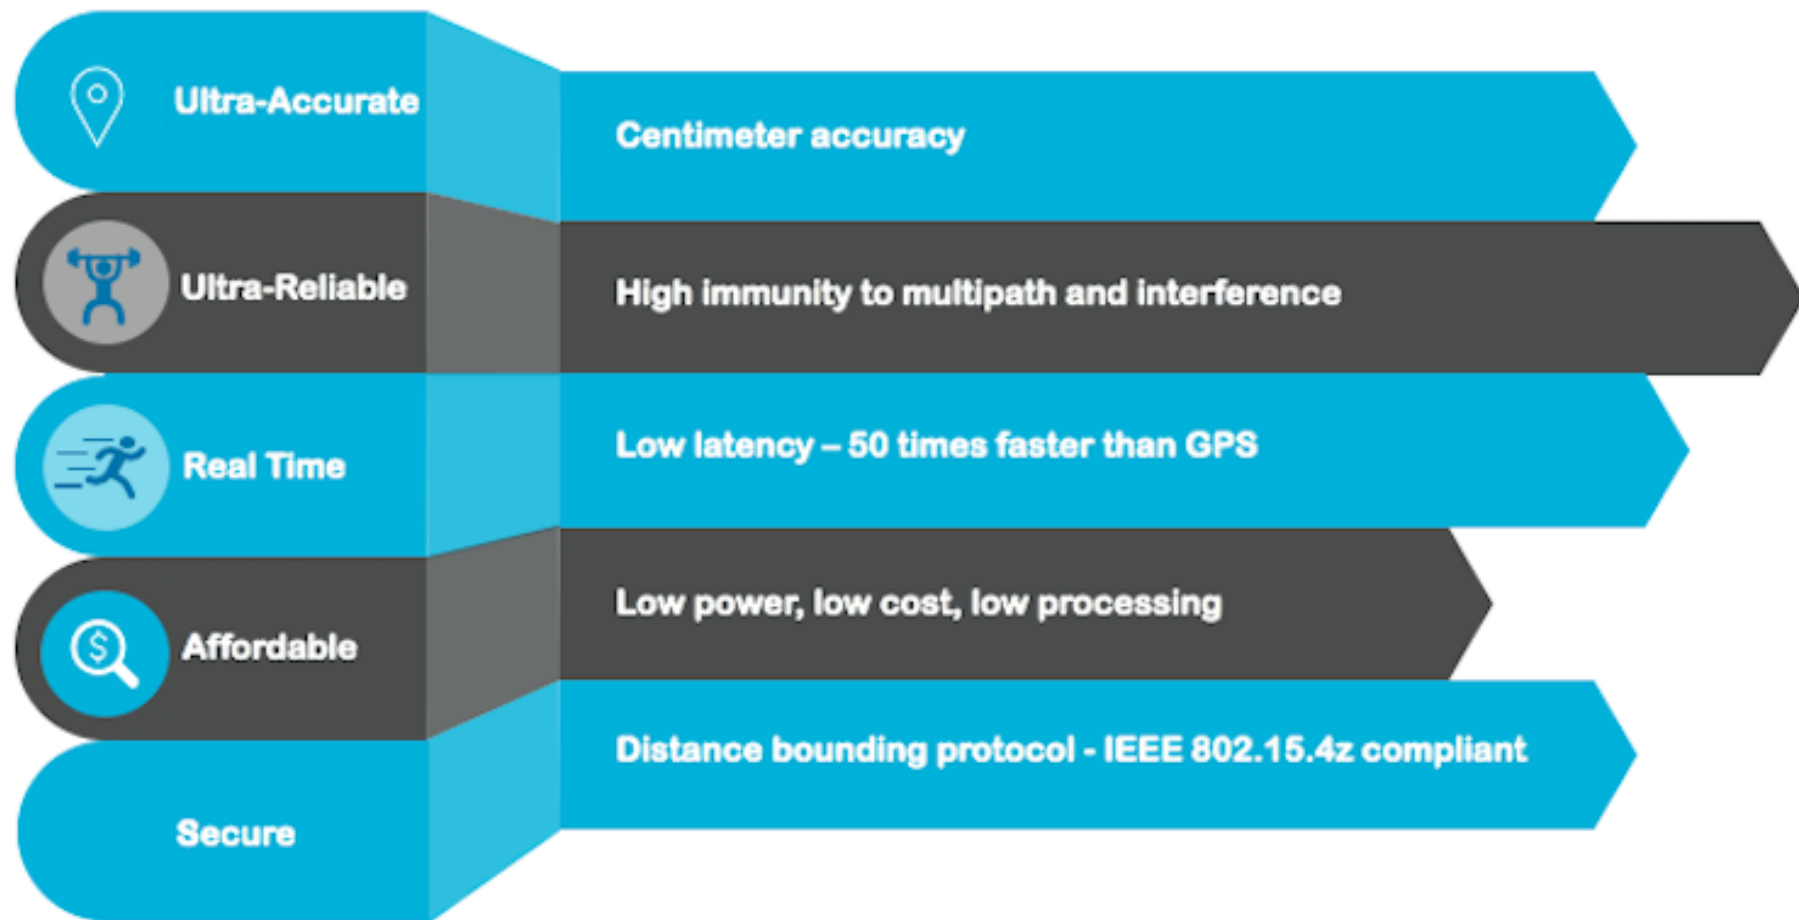 Ultra-Accurate
Centimeter accuracy
Ultra-Reliable
High immunity to multipath and interference
Real Time
Low latency – 50 times faster than GPS
Affordable
$
Low power, low cost, low processing
Secure
Distance bounding protocol - IEEE 802.15.4z compliant